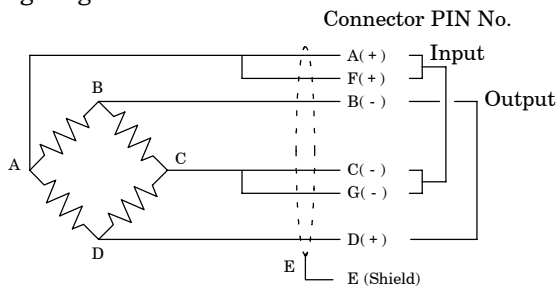 Connector PIN No.
A(+) Input
F(+)
B
B(-) Output
A
C
C(-)
G(-)
D(+)
D
E
E (Shield)